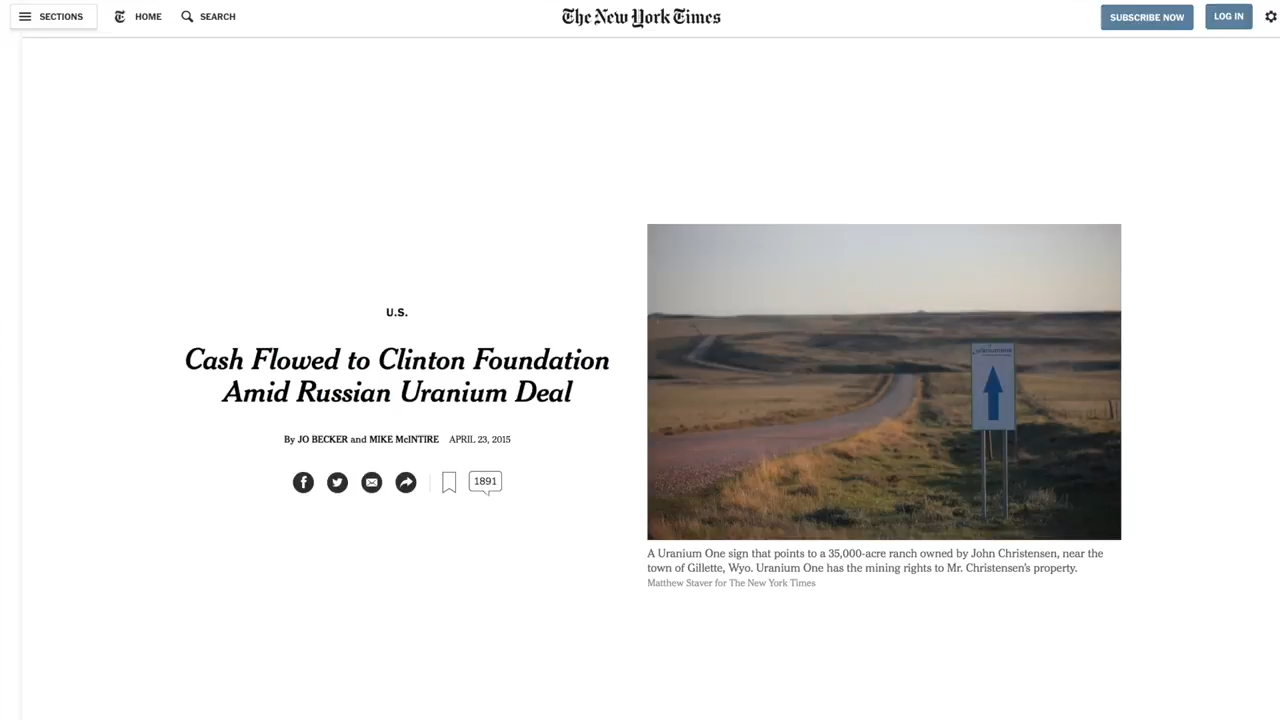 SECTIONS HOME SEARCH The New York Times SUBSCRIBE NOW LOG IN
U.S.
Cash Flowed to Clinton Foundation
Amid Russian Uranium Deal
By JO BECKER and MIKE McINTIRE APRIL 23, 2015
1891
A Uranium One sign that points to a 35,000-acre ranch owned by John Christensen, near the
town of Gillette, Wyo. Uranium One has the mining rights to Mr. Christensen's property.
Matthew Staver for The New York Times